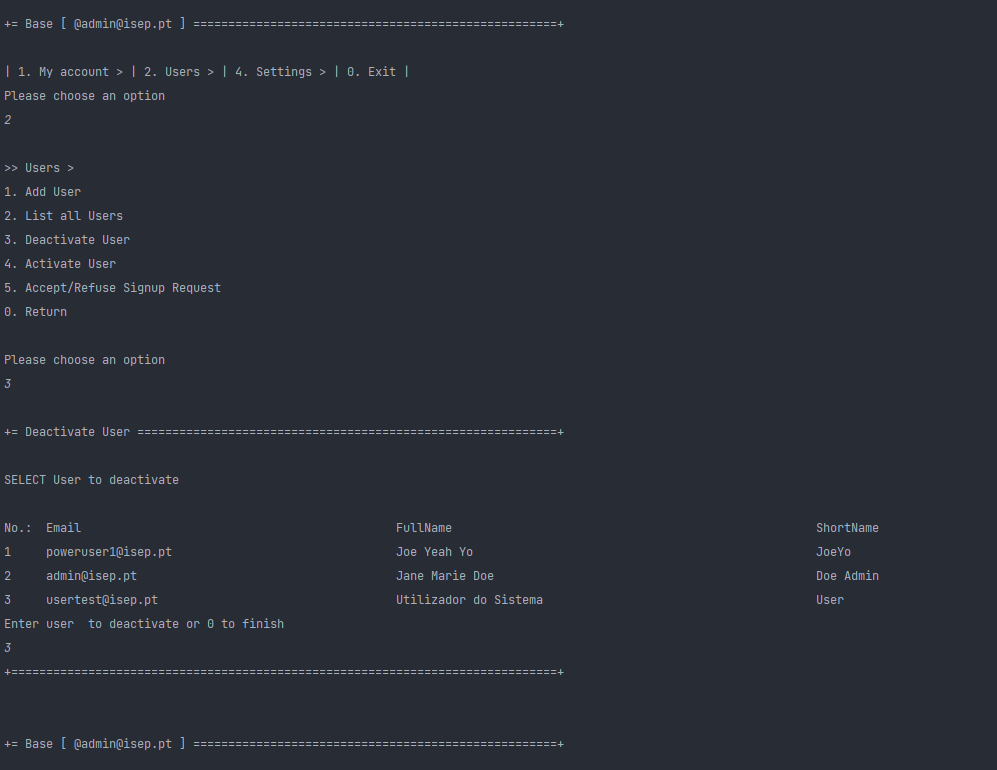 += Base [ @admin@isep.pt ] ====================================================+
| 1. My account > | 2. Users > | 4. Settings > | 0. Exit |
Please choose an option
2
>> Users >
1. Add User
2. List all Users
3. Deactivate User
4. Activate User
5. Accept/Refuse Signup Request
0. Return
Please choose an option
3
+= Deactivate User ============================================================+
SELECT User to deactivate
No.:  Email                                             FullName                                                    ShortName
1     poweruser1@isep.pt                                Joe Yeah Yo                                                 JoeYo
2     admin@isep.pt                                     Jane Marie Doe                                              Doe Admin
3     usertest@isep.pt                                  Utilizador do Sistema                                       User
Enter user  to deactivate or 0 to finish
3
+==============================================================================+
+= Base [ @admin@isep.pt ] ====================================================+